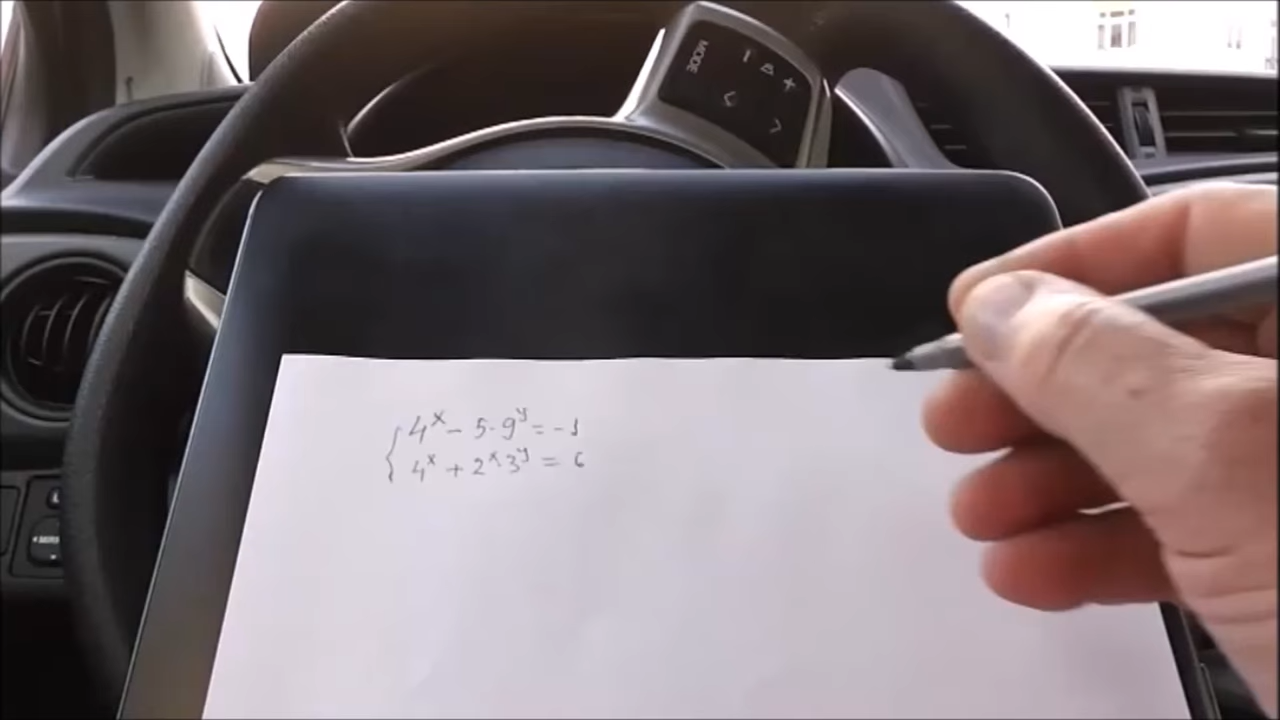 MODE
- +
4ˣ - 5·9ʸ = -1
4ˣ + 2ˣ3ʸ = 6